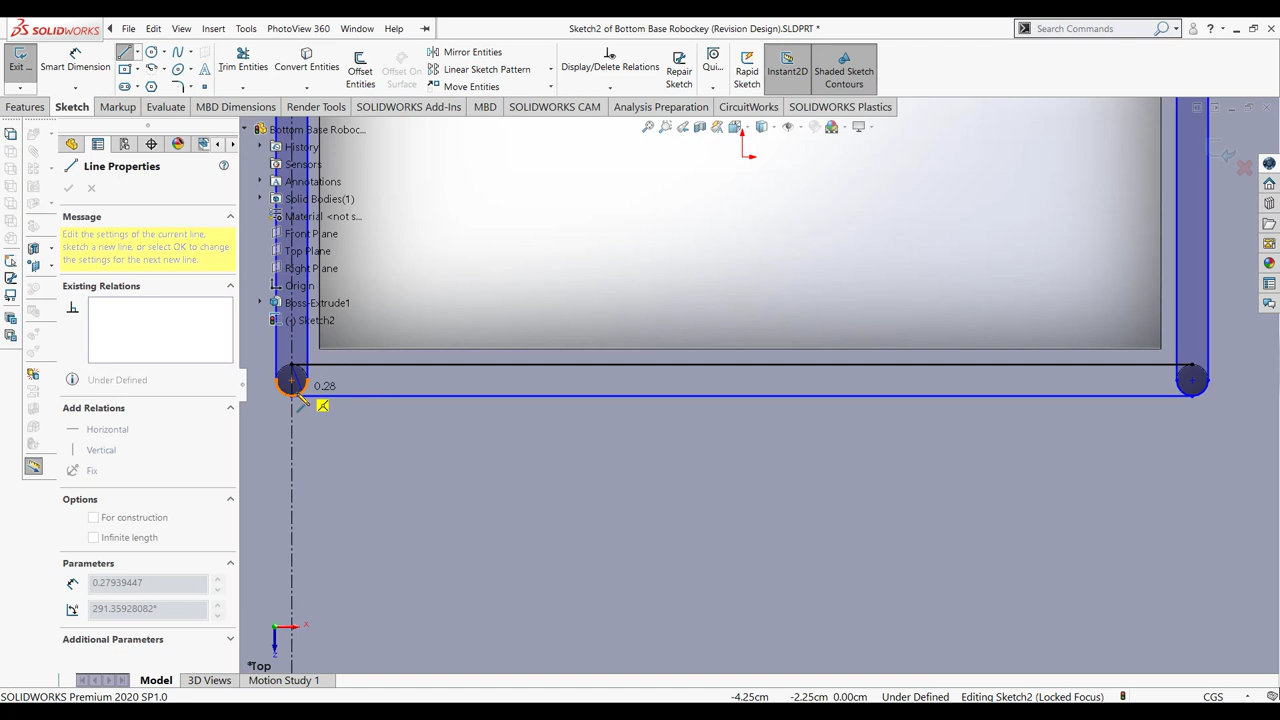 SOLIDWORKS File Edit View Insert Tools PhotoView 360 Window Help Sketch2 of Bottom Base Robockey (Revision Design).SLDPRT * Search Commands
Exit ... Smart Dimension Trim Entities Convert Entities Offset Entities Offset On Surface Mirror Entities Linear Sketch Pattern Move Entities Display/Delete Relations Repair Sketch Qui... Rapid Sketch Instant2D Shaded Sketch Contours
Features Sketch Markup Evaluate MBD Dimensions Render Tools SOLIDWORKS Add-Ins MBD SOLIDWORKS CAM Analysis Preparation CircuitWorks SOLIDWORKS Plastics
Line Properties
Message
Edit the settings of the current line, sketch a new line, or select OK to change the settings for the next new line.
Existing Relations
Under Defined
Add Relations
Horizontal
Vertical
Fix
Options
For construction
Infinite length
Parameters
0.27939447
291.35928082°
Additional Parameters
Bottom Base Roboc...
History
Sensors
Annotations
Solid Bodies(1)
Material <not s...
Front Plane
Top Plane
Right Plane
Origin
Boss-Extrude1
(-) Sketch2
0.28
x
z
*Top
Model 3D Views Motion Study 1
SOLIDWORKS Premium 2020 SP1.0 -4.25cm -2.25cm 0.00cm Under Defined Editing Sketch2 (Locked Focus) CGS